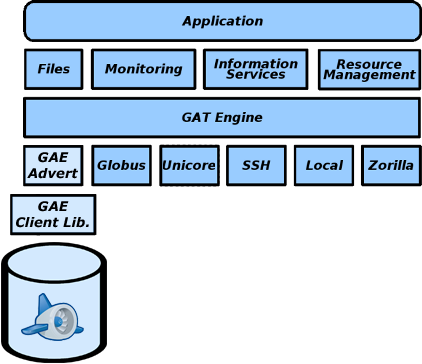 Application
Files
Monitoring
Information
Services
Resource
Management
GAT Engine
GAE
Advert
Globus
Unicore
SSH
Local
Zorilla
GAE
Client Lib.